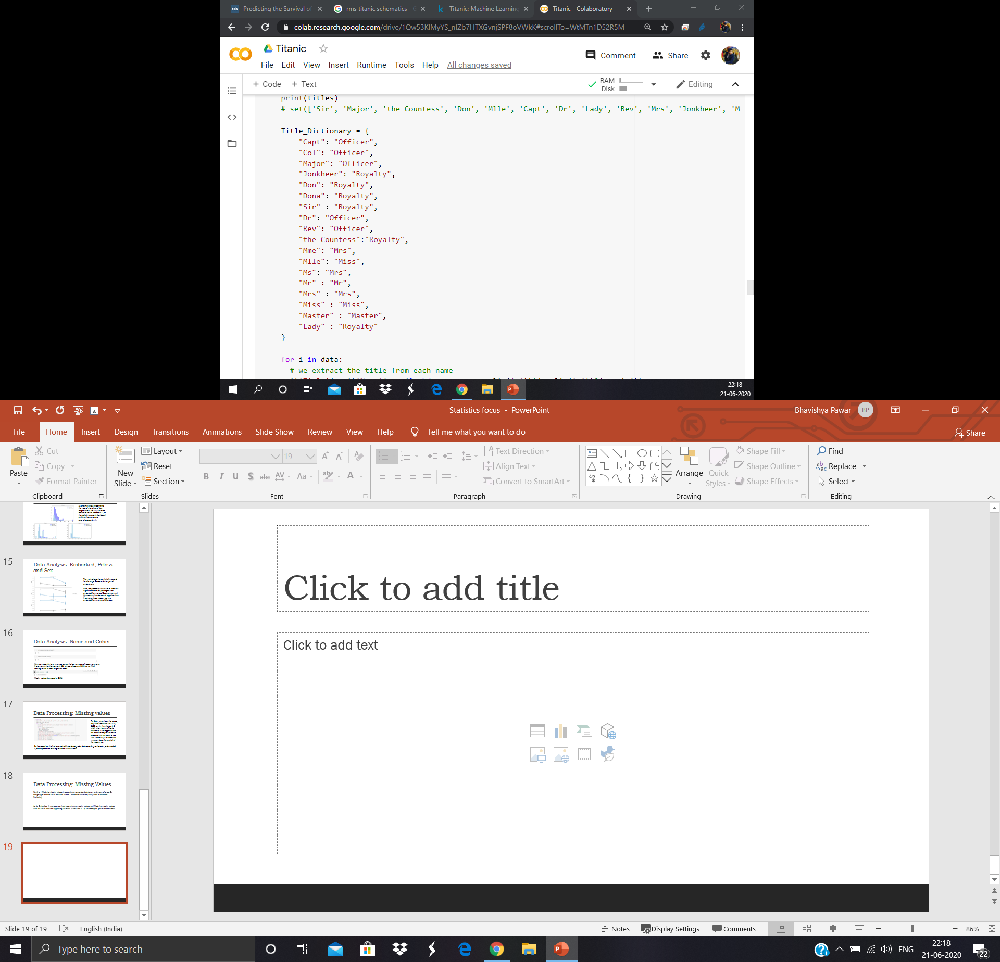 Predicting the Survival of
rms titanic schematics - G
Titanic: Machine Learning
Titanic - Colaboratory
colab.research.google.com/drive/1Qw53KIMyYS_nIZb7HTXGvnjSPF8oVWkK#scrollTo=WtMTn1D52R5M
Titanic
Comment
Share
File Edit View Insert Runtime Tools Help All changes saved
+ Code + Text
RAM
Disk
Editing
print(titles)
# set(['Sir', 'Major', 'the Countess', 'Don', 'Mlle', 'Capt', 'Dr', 'Lady', 'Rev', 'Mrs', 'Jonkheer', 'M
Title_Dictionary = {
"Capt": "Officer",
"Col": "Officer",
"Major": "Officer",
"Jonkheer": "Royalty",
"Don": "Royalty",
"Dona": "Royalty",
"Sir" : "Royalty",
"Dr": "Officer",
"Rev": "Officer",
"the Countess":"Royalty",
"Mme": "Mrs",
"Mlle": "Miss",
"Ms": "Mrs",
"Mr" : "Mr",
"Mrs" : "Mrs",
"Miss" : "Miss",
"Master" : "Master",
"Lady" : "Royalty"
}
for i in data:
# we extract the title from each name
22:18
21-06-2020
Statistics focus - PowerPoint
Bhavishya Pawar
BP
File Home Insert Design Transitions Animations Slide Show Review View Help Tell me what you want to do
Share
Paste
Cut
Copy
Format Painter
Clipboard
New
Slide
Layout
Reset
Section
Slides
19
Font
Text Direction
Align Text
Convert to SmartArt
Paragraph
Arrange
Quick
Styles
Shape Fill
Shape Outline
Shape Effects
Drawing
Find
Replace
Select
Editing
15
Data Analysis: Embarked, Pclass
and Sex
16
Data Analysis: Name and Cabin
17
Data Processing: Missing values
18
Data Processing: Missing Values
19
Click to add title
Click to add text
Slide 19 of 19
English (India)
Notes
Display Settings
Comments
86%
Type here to search
ENG
22:18
21-06-2020
22